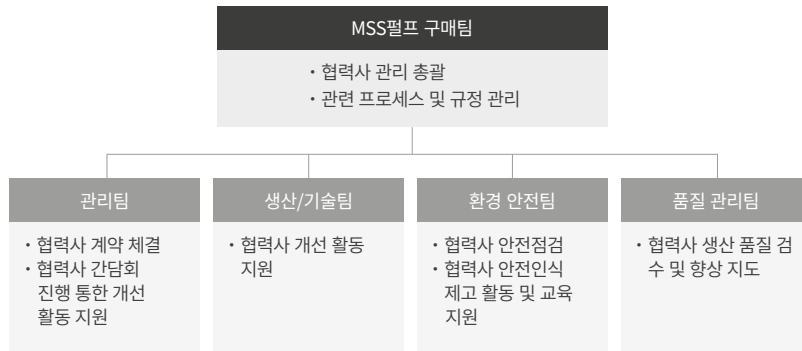 MSS펄프 구매팀
・협력사 관리 총괄
・관련 프로세스 및 규정 관리
관리팀
・협력사 계약 체결
・협력사 간담회
진행 통한 개선
활동 지원
생산/기술팀
・협력사 개선 활동
지원
환경 안전팀
・협력사 안전점검
・협력사 안전인식
제고 활동 및 교육
지원
품질 관리팀
・협력사 생산 품질 검
수 및 향상 지도